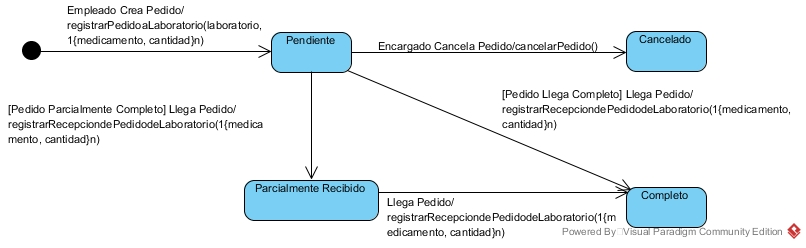 Empleado Crea Pedido/
registrarPedidoaLaboratorio(laboratorio,
1{medicamento, cantidad}n)
Pendiente
Encargado Cancela Pedido/cancelarPedido()
Cancelado
[Pedido Parcialmente Completo] Llega Pedido/
registrarRecepciondePedidodeLaboratorio(1{medica
mento, cantidad}n)
[Pedido Llega Completo] Llega Pedido/
registrarRecepciondePedidodeLaboratorio(1{medicamento,
cantidad}n)
Parcialmente Recibido
Llega Pedido/
registrarRecepciondePedidodeLaboratorio(1{m
edicamento, cantidad}n)
Completo
Powered By Visual Paradigm Community Edition